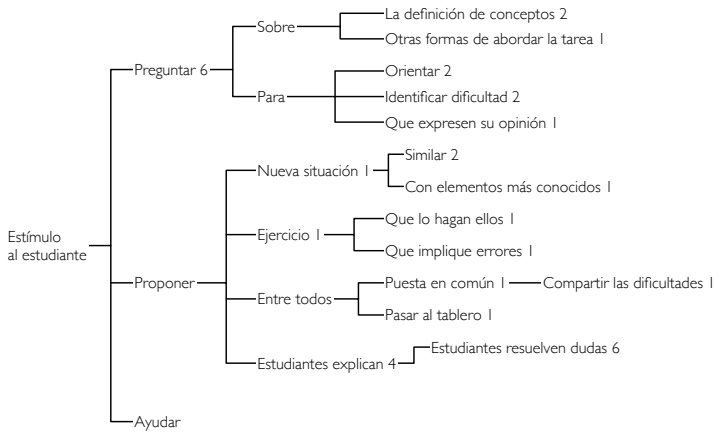 La definición de conceptos 2
Sobre
Otras formas de abordar la tarea 1
Preguntar 6
Orientar 2
Para
Identificar dificultad 2
Que expresen su opinión 1
Similar 2
Nueva situación 1
Con elementos más conocidos 1
Que lo hagan ellos 1
Estímulo
al estudiante
Ejercicio 1
Que implique errores 1
Proponer
Puesta en común 1
Compartir las dificultades 1
Entre todos
Pasar al tablero 1
Estudiantes resuelven dudas 6
Estudiantes explican 4
Ayudar